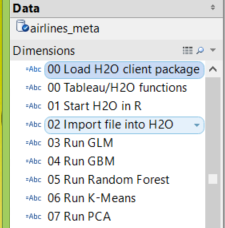 Data
airlines_meta
Dimensions
=Abc 00 Load H2O client package
=Abc 00 Tableau/H2O functions
=Abc 01 Start H2O in R
=Abc 02 Import file into H2O
=Abc 03 Run GLM
=Abc 04 Run GBM
=Abc 05 Run Random Forest
=Abc 06 Run K-Means
=Abc 07 Run PCA